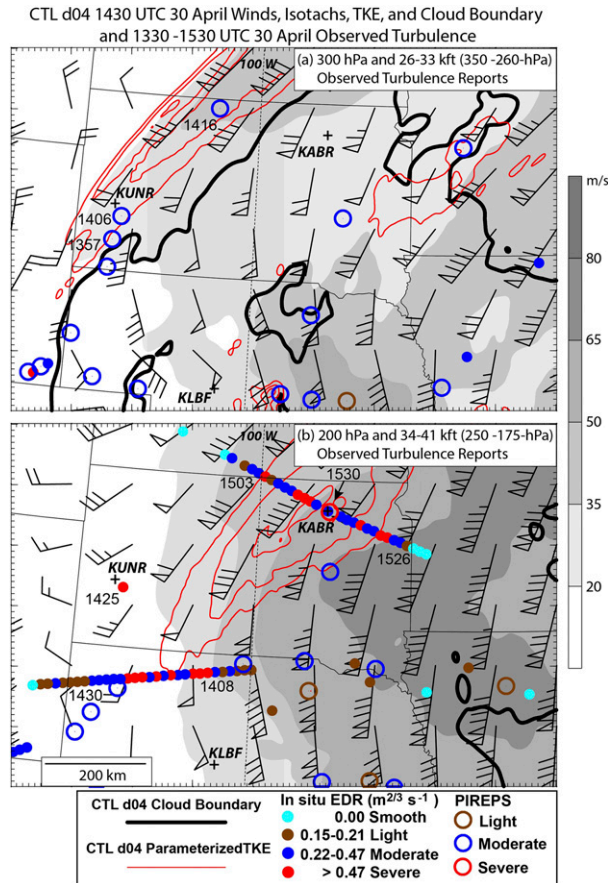 CTL d04 1430 UTC 30 April Winds, Isotachs, TKE, and Cloud Boundary
and 1330 -1530 UTC 30 April Observed Turbulence
100 W
(a) 300 hPa and 26-33 kft (350 -260-hPa)
Observed Turbulence Reports
1416
KABR
m/s
KUNR
1406
1357
80
65
KLBF
50
100 W
(b) 200 hPa and 34-41 kft (250 -175-hPa)
Observed Turbulence Reports
1503
1530
35
KABR
1526
KUNR
20
1425
1430
1408
KLBF
200 km
CTL d04 Cloud Boundary
In situ EDR (m2/3 s-1)
PIREPS
0.00 Smooth
Light
0.15-0.21 Light
CTL d04 ParameterizedTKE
0.22-0.47 Moderate
Moderate
> 0.47 Severe
Severe